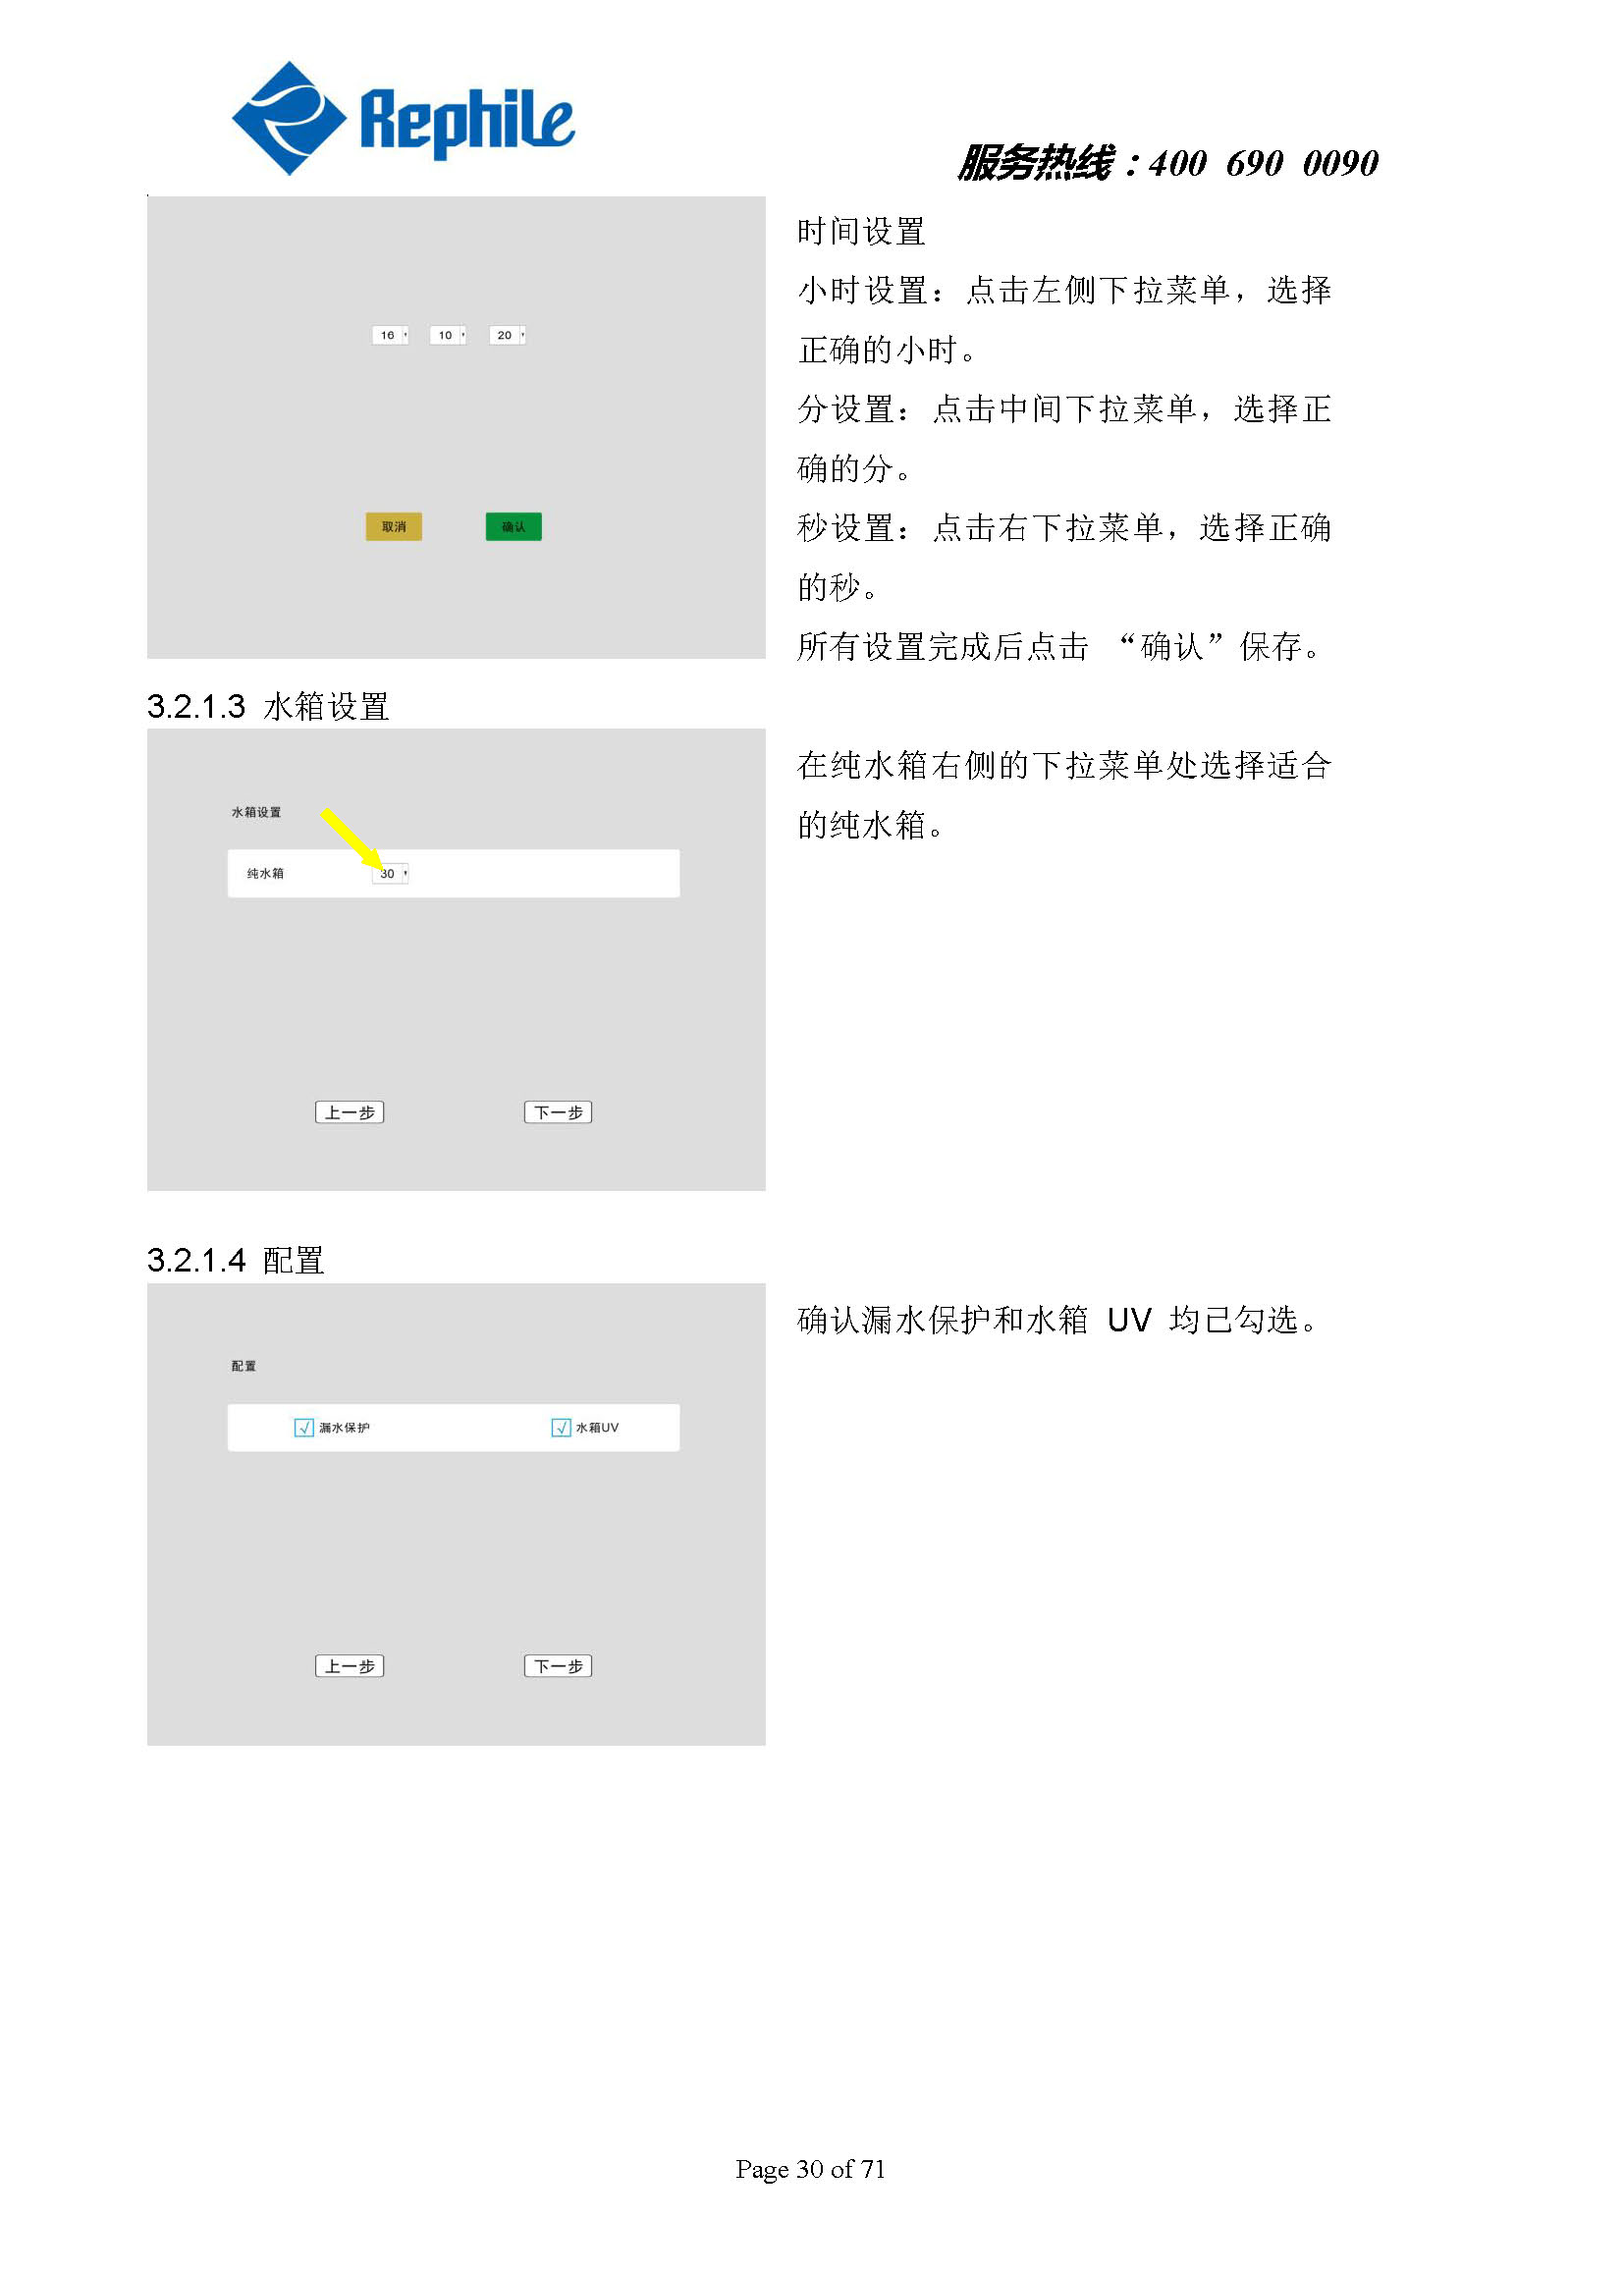 Rephile
服务热线：400 690 0090
16 10 20
取消 确认
时间设置
小时设置：点击左侧下拉菜单，选择
正确的小时。
分设置：点击中间下拉菜单，选择正
确的分。
秒设置：点击右下拉菜单，选择正确
的秒。
所有设置完成后点击 “确认”保存。
3.2.1.3 水箱设置
水箱设置
纯水箱 30
上一步 下一步
在纯水箱右侧的下拉菜单处选择适合
的纯水箱。
3.2.1.4 配置
配置
漏水保护 水箱UV
上一步 下一步
确认漏水保护和水箱 UV 均已勾选。
Page 30 of 71